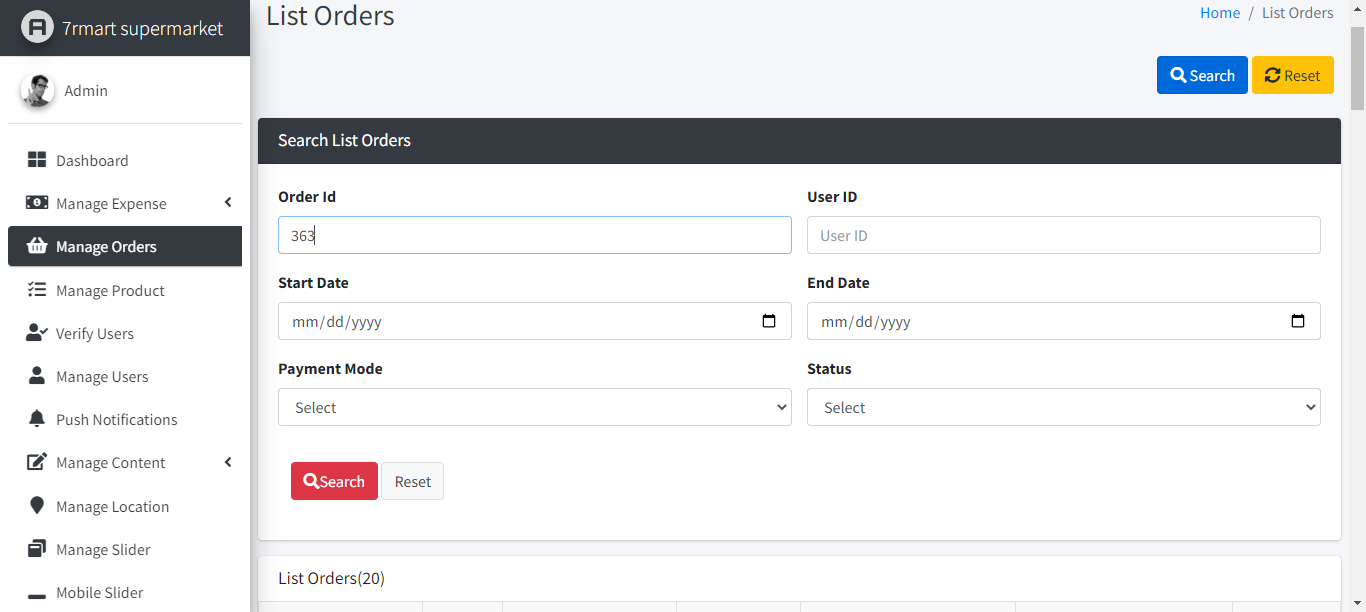 7rmart supermarket
Admin
Dashboard
Manage Expense
Manage Orders
Manage Product
Verify Users
Manage Users
Push Notifications
Manage Content
Manage Location
Manage Slider
Mobile Slider
List Orders
Home / List Orders
Search Reset
Search List Orders
Order Id User ID
363 User ID
Start Date End Date
mm/dd/yyyy mm/dd/yyyy
Payment Mode Status
Select Select
Search Reset
List Orders(20)